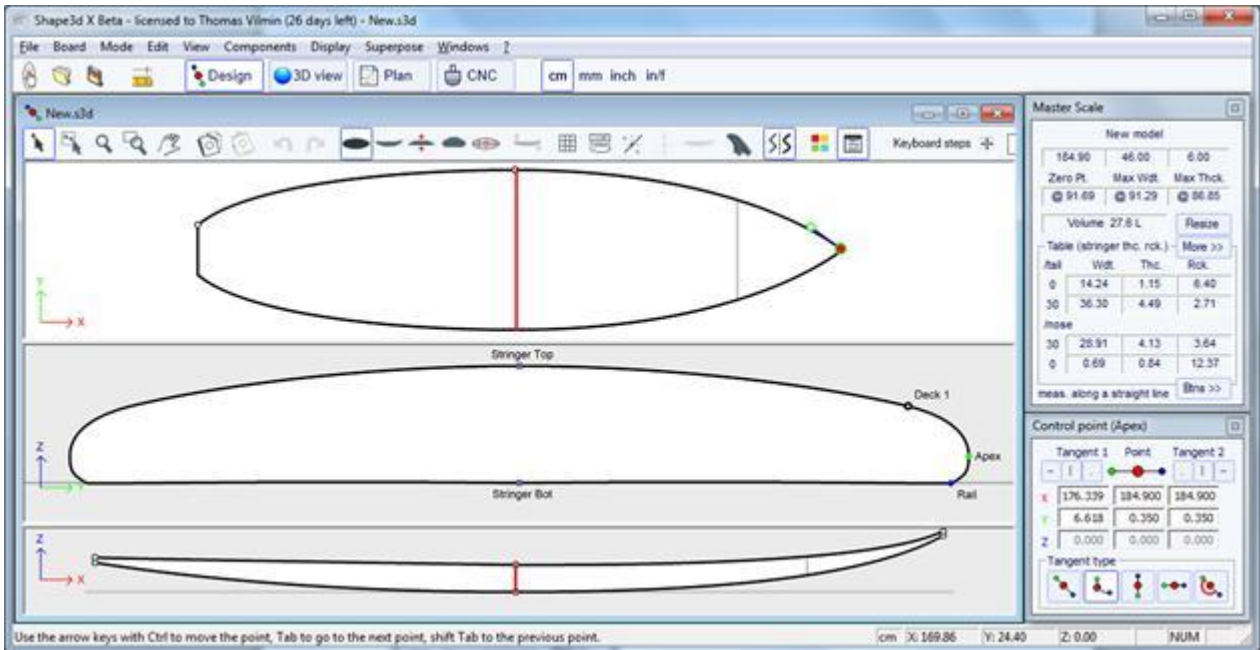 Shape3d X Beta - licensed to Thomas Vilmin (26 days left) - New.s3d
File Board Mode Edit View Components Display Superpose Windows ?
Design 3D view Plan CNC cm mm inch in/f
New.s3d
Keyboard steps
Y
X
Stringer Top
Deck 1
Apex
Z
Y
Stringer Bot
Rail
Z
X
Master Scale
New model
184.90 46.00 6.00
Zero Pt. Max Wdt. Max Thck.
@ 91.69 @ 91.29 @ 86.85
Volume 27.6 L Resize
Table (stringer thc. rck.) More >>
/tail Wdt. Thc. Rck.
0 14.24 1.15 6.40
30 36.30 4.49 2.71
/nose
30 28.91 4.13 3.64
0 0.69 0.84 12.37
meas. along a straight line Btns >>
Control point (Apex)
Tangent 1 Point Tangent 2
X 176.339 184.900 184.900
Y 6.618 0.350 0.350
Z 0.000 0.000 0.000
Tangent type
Use the arrow keys with Ctrl to move the point, Tab to go to the next point, shift Tab to the previous point. cm X: 169.86 Y: 24.40 Z: 0.00 NUM